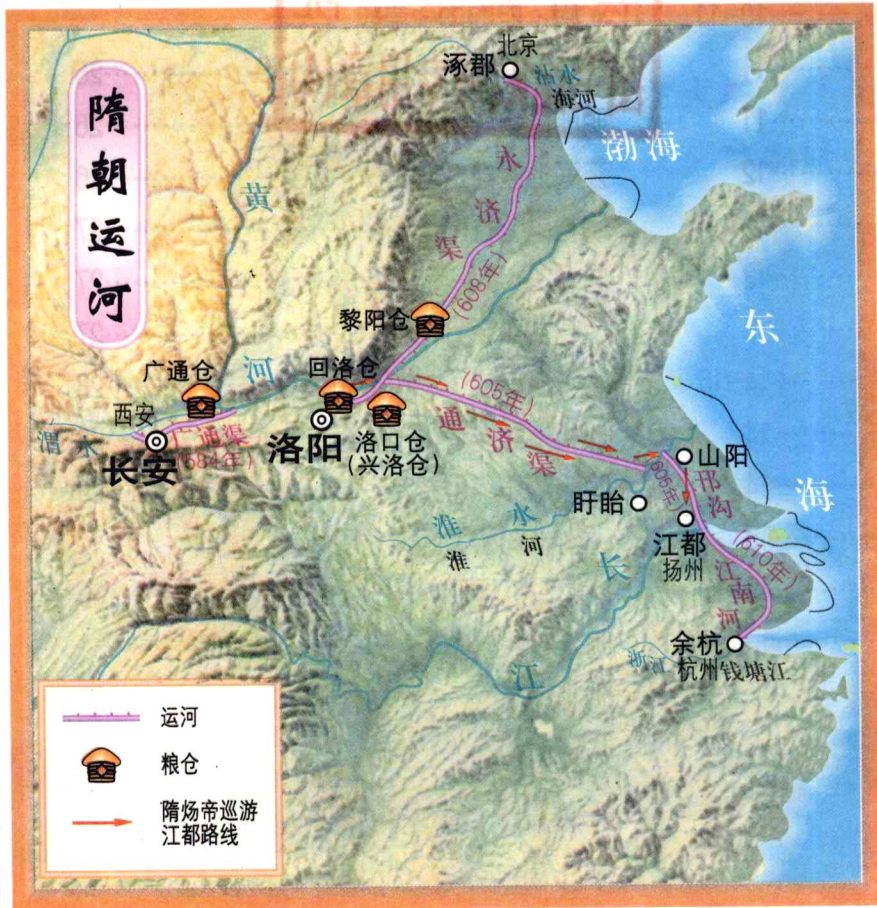 隋朝运河
北京
涿郡
沽水
海河
渤海
永济渠
(608年)
黄河
黎阳仓
东海
广通仓
回洛仓
(605年)
西安
渭水
广通渠
(584年)
长安
洛阳
洛口仓
(兴洛仓)
通济渠
山阳
(605年)
邗沟
盱眙
淮水
淮河
江都
扬州
长江
(610年)
江南河
余杭
浙江
杭州
钱塘江
运河
粮仓
隋炀帝巡游
江都路线